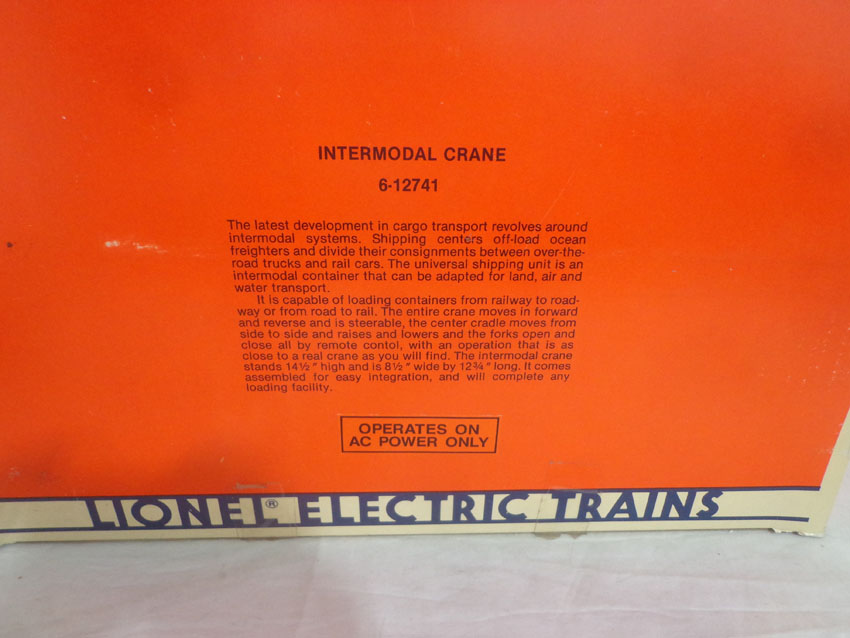 INTERMODAL CRANE
6-12741
The latest development in cargo transport revolves around
intermodal systems. Shipping centers off-load ocean
freighters and divide their consignments between over-the-
road trucks and rail cars. The universal shipping unit is an
intermodal container that can be adapted for land, air and
water transport.
It is capable of loading containers from railway to road-
way or from road to rail. The entire crane moves in forward
and reverse and is steerable, the center cradle moves from
side to side and raises and lowers and the forks open and
close all by remote contol, with an operation that is as
close to a real crane as you will find. The intermodal crane
stands 14½" high and is 8½" wide by 12¾" long. It comes
assembled for easy integration, and will complete any
loading facility.
OPERATES ON
AC POWER ONLY
LIONEL® ELECTRIC TRAINS